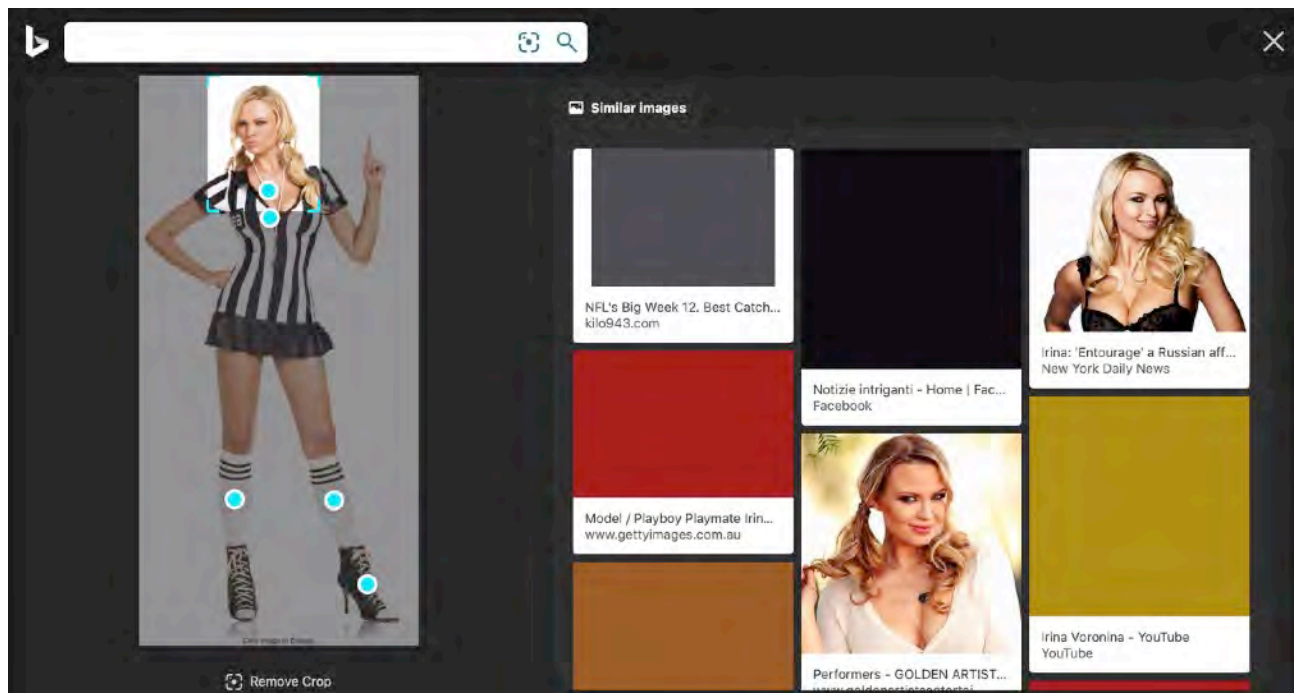 Similar images
NFL's Big Week 12. Best Catch...
kilo943.com
Model / Playboy Playmate Irin...
www.gettyimages.com.au
Notizie intriganti - Home | Fac...
Facebook
Performers - GOLDEN ARTIST...
Irina: 'Entourage' a Russian aff...
New York Daily News
Irina Voronina - YouTube
YouTube
Remove Crop